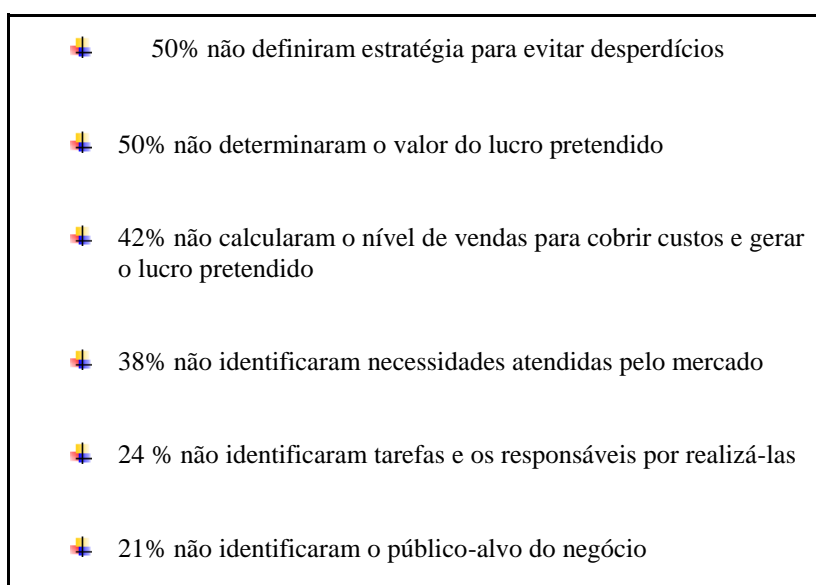 50% não definiram estratégia para evitar desperdícios
50% não determinaram o valor do lucro pretendido
42% não calcularam o nível de vendas para cobrir custos e gerar
o lucro pretendido
38% não identificaram necessidades atendidas pelo mercado
24 % não identificaram tarefas e os responsáveis por realizá-las
21% não identificaram o público-alvo do negócio